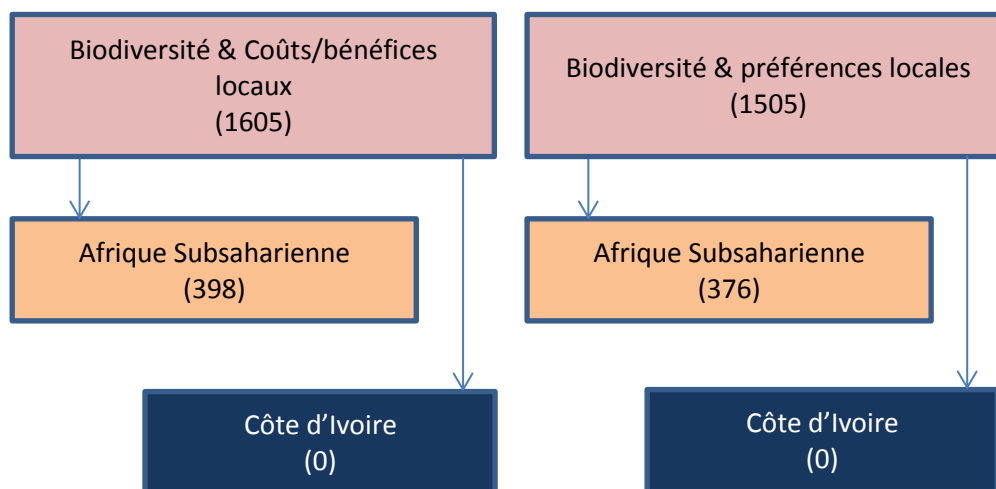 Biodiversité & Coûts/bénéfices
locaux
(1605)
Biodiversité & préférences locales
(1505)
Afrique Subsaharienne
(398)
Afrique Subsaharienne
(376)
Côte d’Ivoire
(0)
Côte d’Ivoire
(0)